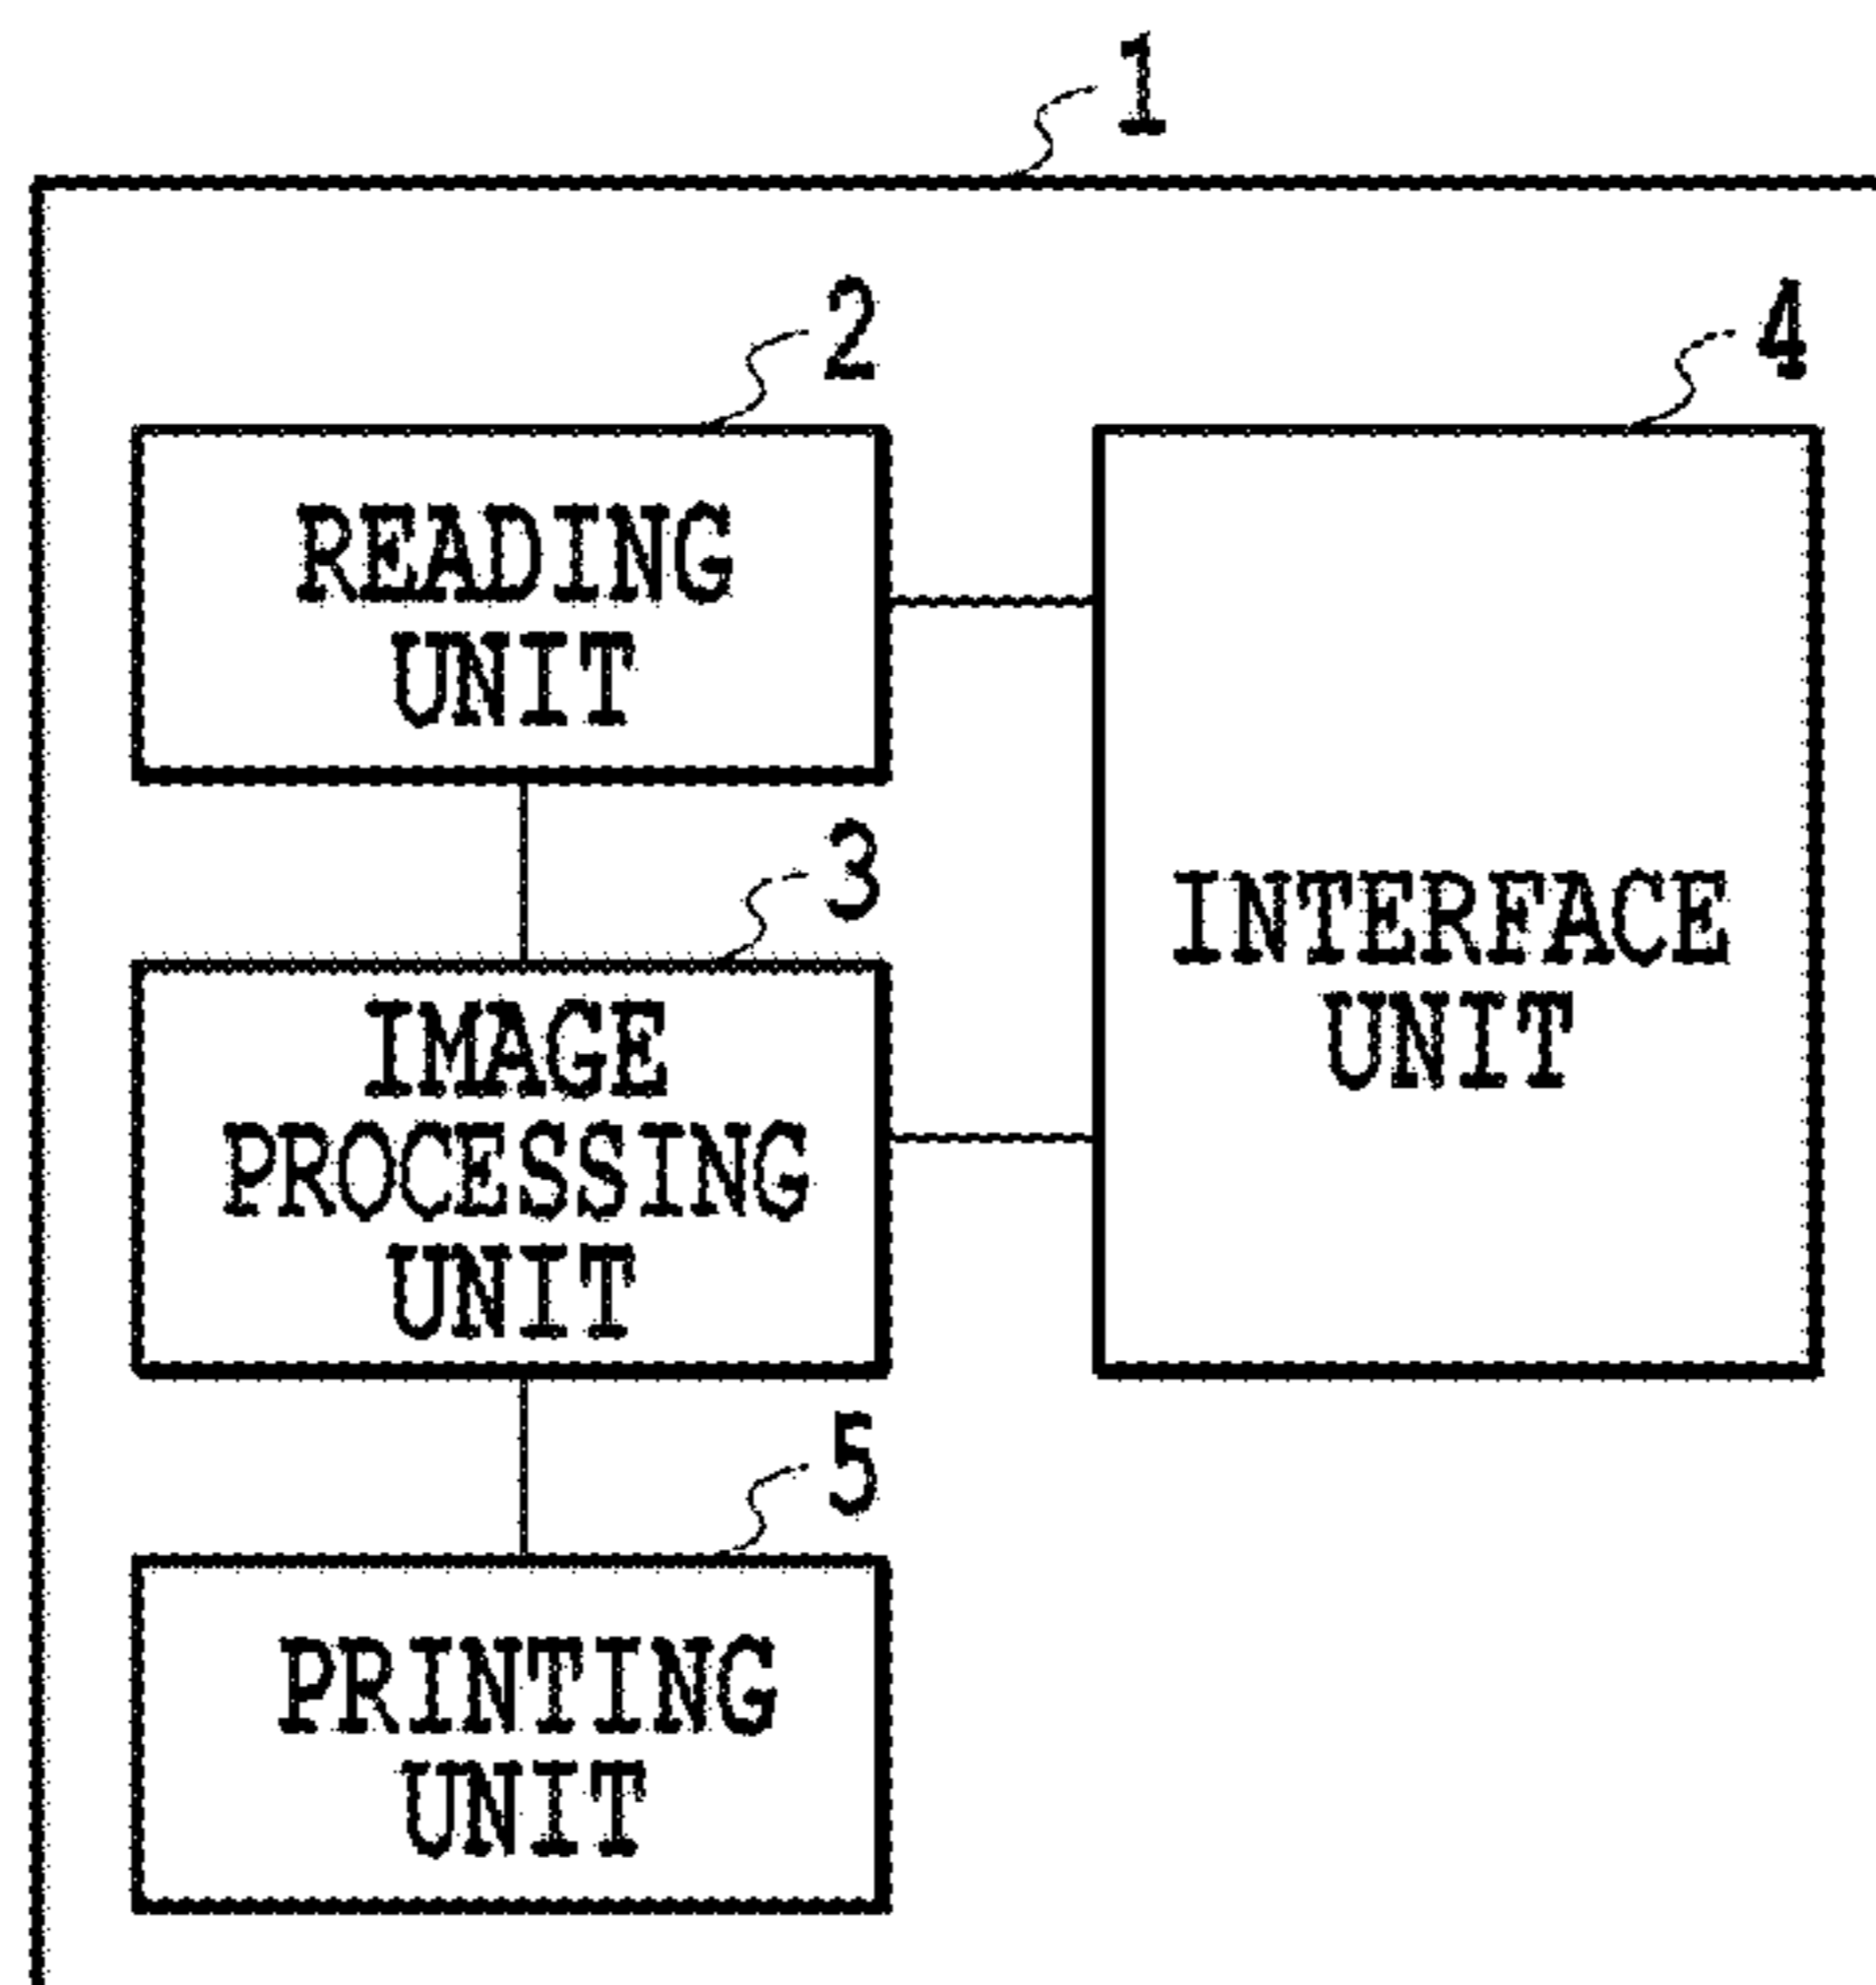 1
2
4
READING
UNIT
3
INTERFACE
UNIT
IMAGE
PROCESSING
UNIT
5
PRINTING
UNIT